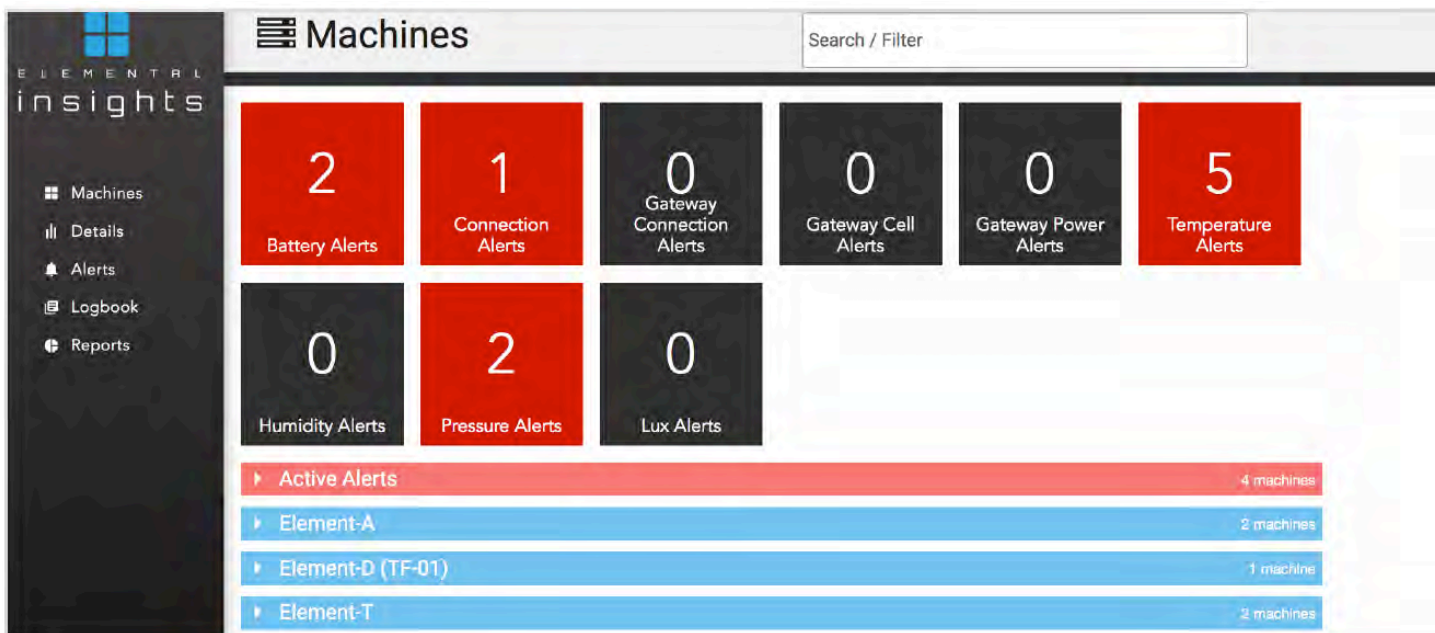 ELEMENTAL
insights
Machines
Details
Alerts
Logbook
Reports
Machines
Search / Filter
2
Battery Alerts
1
Connection
Alerts
0
Gateway
Connection
Alerts
0
Gateway Cell
Alerts
0
Gateway Power
Alerts
5
Temperature
Alerts
0
Humidity Alerts
2
Pressure Alerts
0
Lux Alerts
Active Alerts 4 machines
Element-A 2 machines
Element-D (TF-01) 1 machine
Element-T 2 machines